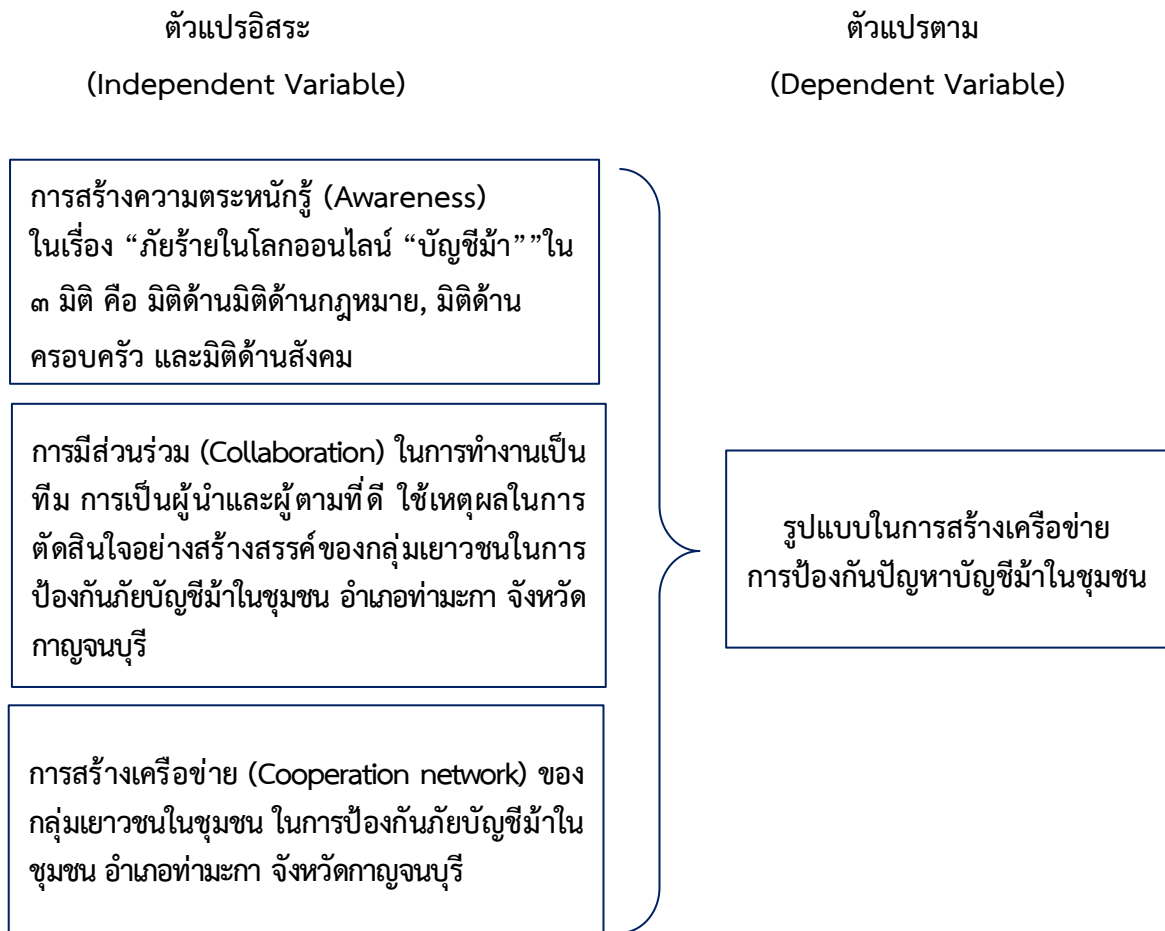 ตัวแปรอิสระ
(Independent Variable)
ตัวแปรตาม
(Dependent Variable)
การสร้างความตระหนักรู้ (Awareness)
ในเรื่อง “ภัยร้ายในโลกออนไลน์ “บัญชีม้า””ใน
๓ มิติ คือ มิติด้านมิติด้านกฎหมาย, มิติด้าน
ครอบครัว และมิติด้านสังคม
การมีส่วนร่วม (Collaboration) ในการทำงานเป็น
ทีม การเป็นผู้นำและผู้ตามที่ดี ใช้เหตุผลในการ
ตัดสินใจอย่างสร้างสรรค์ของกลุ่มเยาวชนในการ
ป้องกันภัยบัญชีม้าในชุมชน อำเภอท่ามะกา จังหวัด
กาญจนบุรี
การสร้างเครือข่าย (Cooperation network) ของ
กลุ่มเยาวชนในชุมชน ในการป้องกันภัยบัญชีม้าใน
ชุมชน อำเภอท่ามะกา จังหวัดกาญจนบุรี
รูปแบบในการสร้างเครือข่าย
การป้องกันปัญหาบัญชีม้าในชุมชน